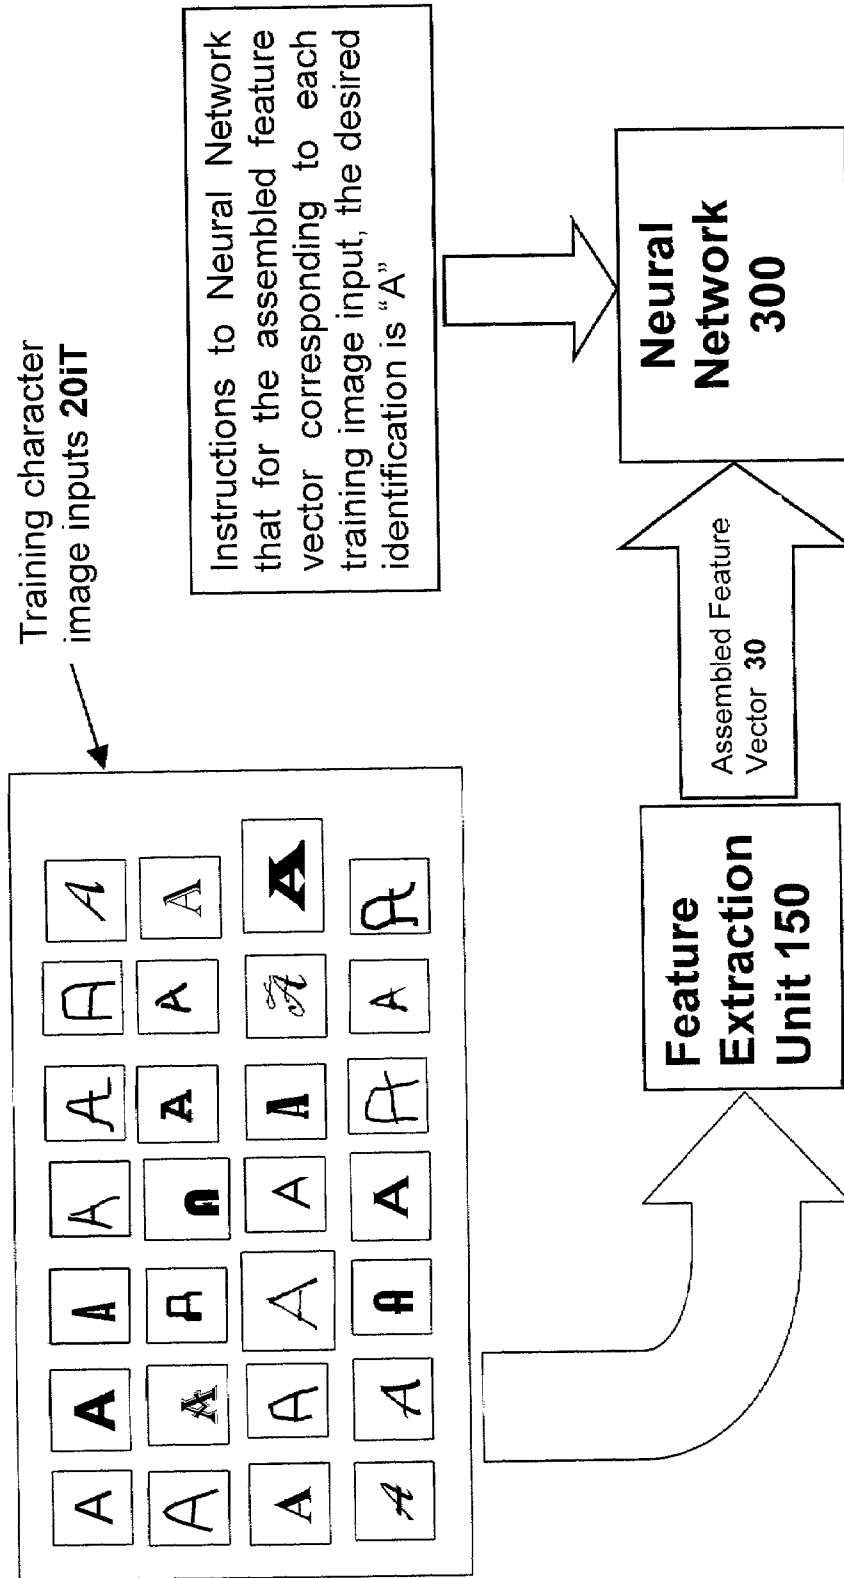 Training character
image inputs 20iT
A A A A A A A
A A A A A A A
A A A A A A A
A A A A A A A
Instructions to Neural Network
that for the assembled feature
vector corresponding to each
training image input, the desired
identification is “A”
Feature
Extraction
Unit 150
Assembled Feature
Vector 30
Neural
Network
300